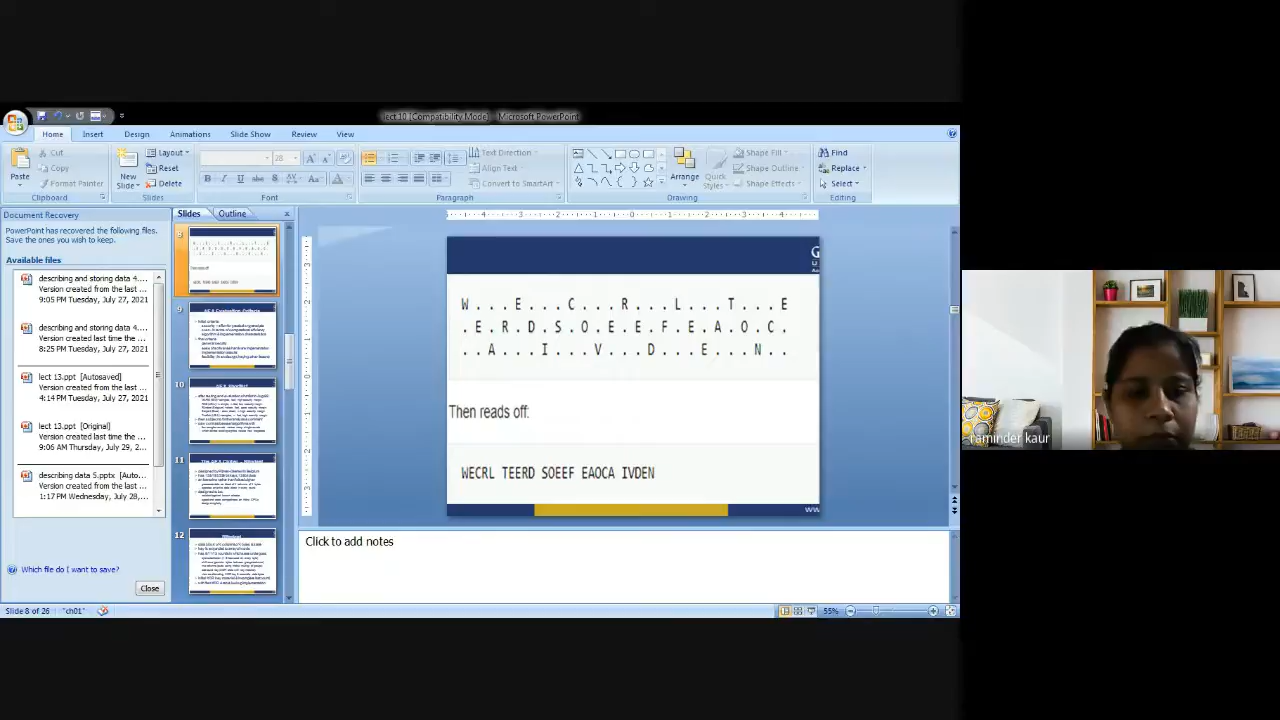 lect 10 [Compatibility Mode] - Microsoft PowerPoint
Home Insert Design Animations Slide Show Review View
Paste
Cut
Copy
Format Painter
Clipboard
New Slide
Layout
Reset
Delete
Slides
28
Font
Text Direction
Align Text
Convert to SmartArt
Paragraph
Arrange
Quick Styles
Shape Fill
Shape Outline
Shape Effects
Drawing
Find
Replace
Select
Editing
Document Recovery
PowerPoint has recovered the following files.
Save the ones you wish to keep.
Available files
describing and storing data 4....
Version created from the last ...
9:05 PM Tuesday, July 27, 2021
describing and storing data 4....
Version created from the last ...
8:25 PM Tuesday, July 27, 2021
lect 13.ppt [Autosaved]
Version created from the last ...
4:14 PM Tuesday, July 27, 2021
lect 13.ppt [Original]
Version created last time the ...
9:06 AM Thursday, July 29, 2...
describing data 5.pptx [Auto...
Version created from the last ...
1:17 PM Wednesday, July 28,...
Which file do I want to save?
Close
Slides Outline
8
9
10
11
12
W...E...C...R...L...T...E
.E.R.D.S.O.E.E.F.E.A.O.C.
..A...I...V...D...E...N..
Then reads off:
WECRL TEERD SOEEF EAOCA IVDEN
G
ww
Click to add notes
Slide 8 of 26 "ch01" 55%
raminder kaur